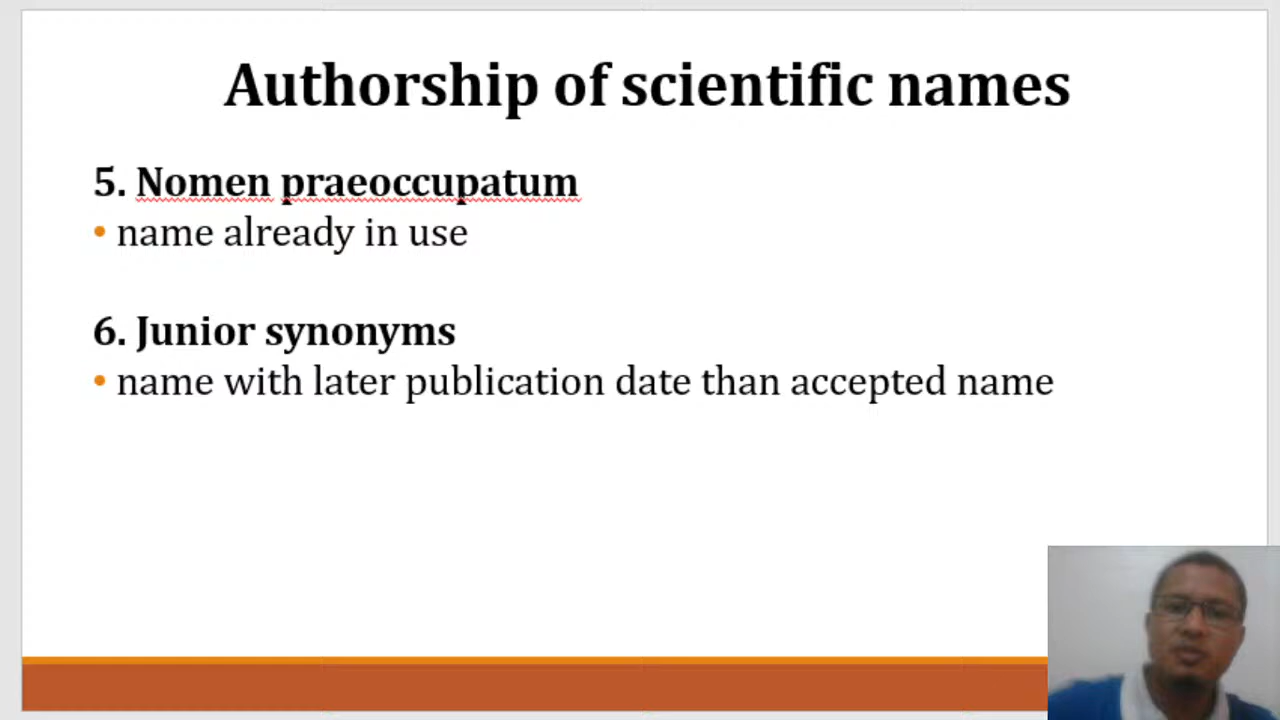 Authorship of scientific names
5. Nomen praeoccupatum
• name already in use
6. Junior synonyms
• name with later publication date than accepted name